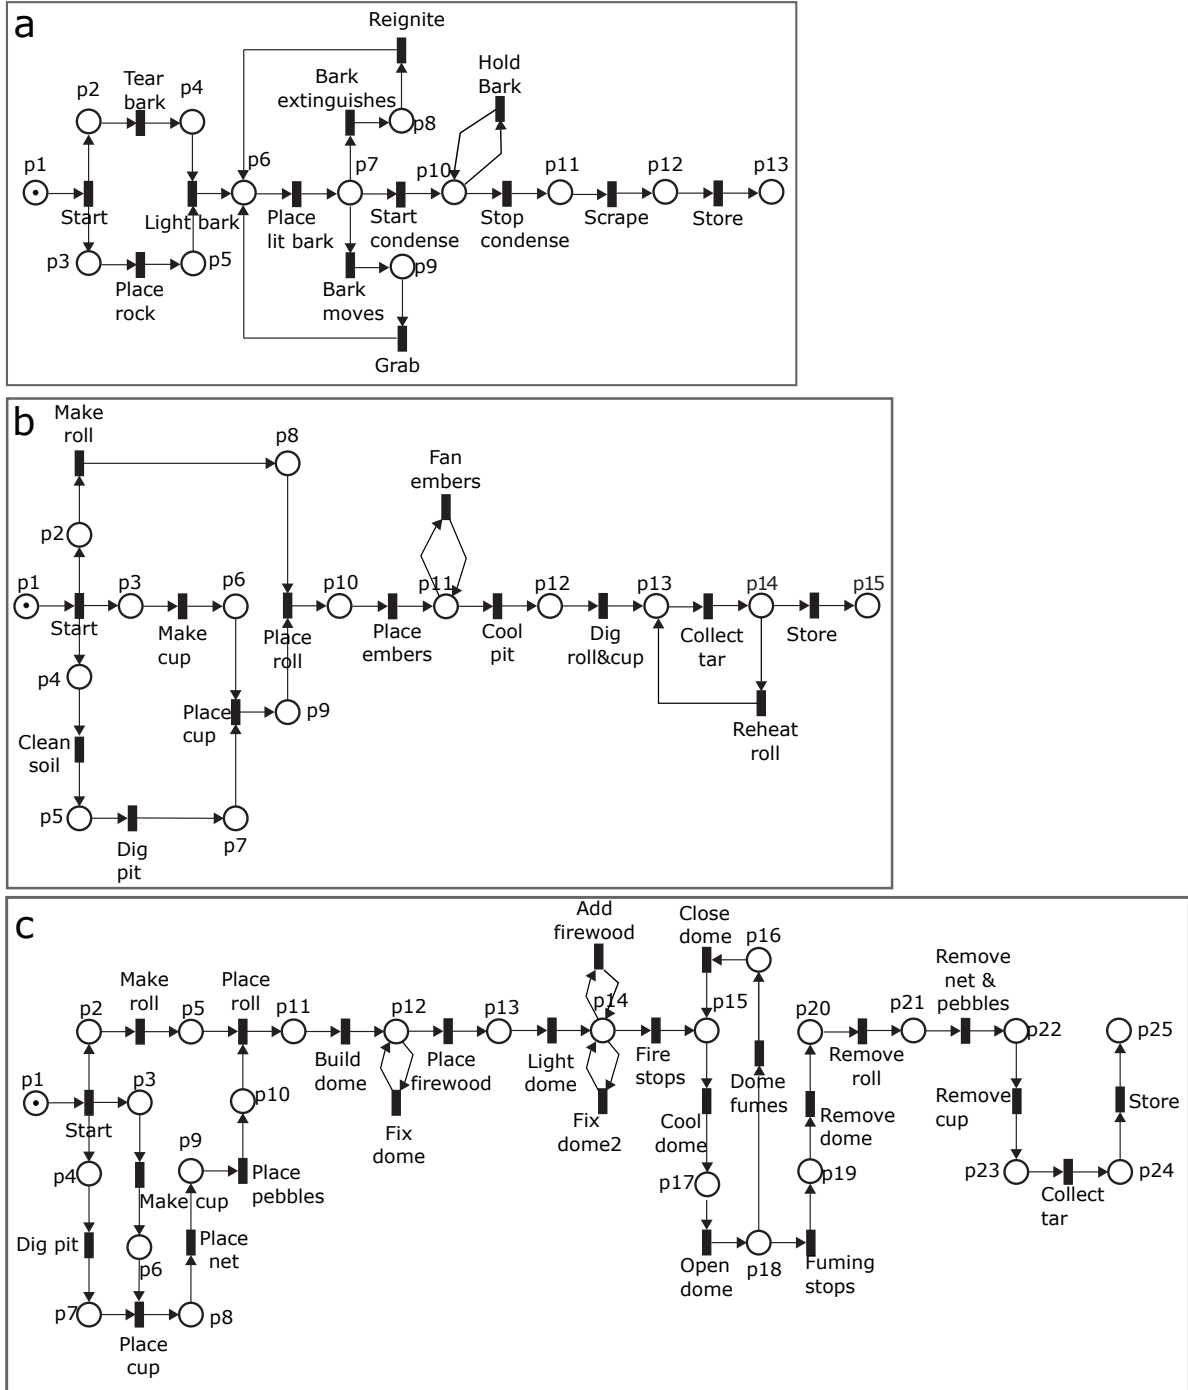 a
Reignite
Hold
Bark
Tear
bark
Bark
extinguishes
p2
p4
p8
p1
p6
p7
p10
p11
p12
p13
Start
Light bark
Place
lit bark
Start
condense
Stop
condense
Scrape
Store
p3
p5
p9
Place
rock
Bark
moves
Grab
b
Make
roll
p8
Fan
embers
p2
p1
p3
p6
p10
p11
p12
p13
p14
p15
Start
Make
cup
Place
roll
Place
embers
Cool
pit
Dig
roll&cup
Collect
tar
Store
p4
Place
cup
p9
Reheat
roll
Clean
soil
p5
Dig
pit
p7
c
Add
firewood
Close
dome
p16
Make
roll
Place
roll
Remove
net &
pebbles
p2
p5
p11
p12
p13
p14
p15
p20
p21
p22
p25
Build
dome
Place
firewood
Light
dome
Fire
stops
Remove
roll
p1
p3
p10
Dome
fumes
Start
Fix
dome
Fix
dome2
Cool
dome
Remove
dome
Remove
cup
Store
p4
p9
Place
pebbles
p17
p19
p23
p24
Make cup
Collect
tar
Dig pit
Place
net
p6
Open
dome
p18
Fuming
stops
p7
p8
Place
cup